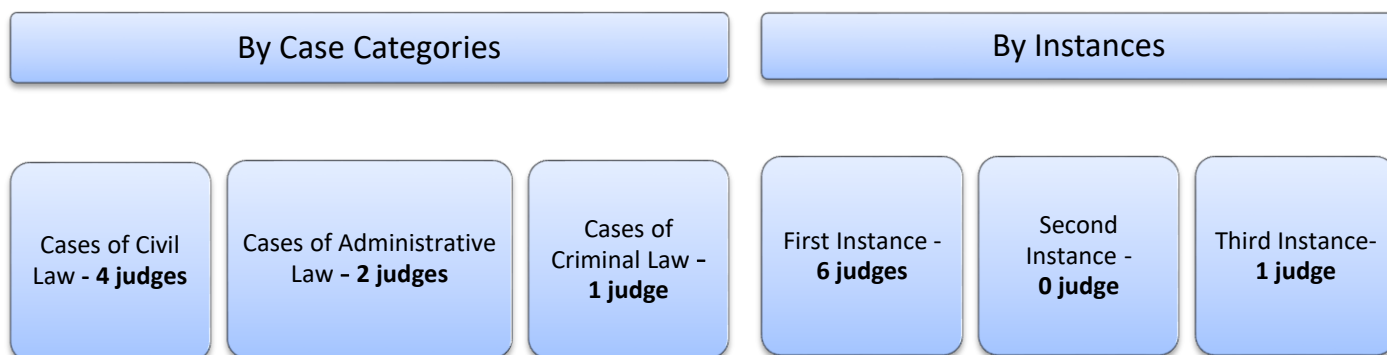 By Case Categories
By Instances
Cases of Civil
Law - 4 judges
Cases of Administrative
Law – 2 judges
Cases of
Criminal Law –
1 judge
First Instance -
6 judges
Second
Instance -
0 judge
Third Instance-
1 judge